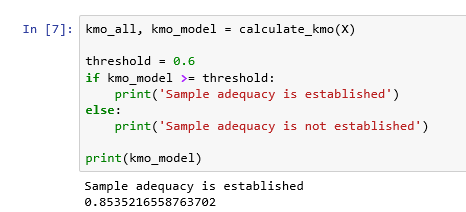 In [7]: kmo_all, kmo_model = calculate_kmo(X)
threshold = 0.6
if kmo_model >= threshold:
    print('Sample adequacy is established')
else:
    print('Sample adequacy is not established')
print(kmo_model)
Sample adequacy is established
0.8535216558763702